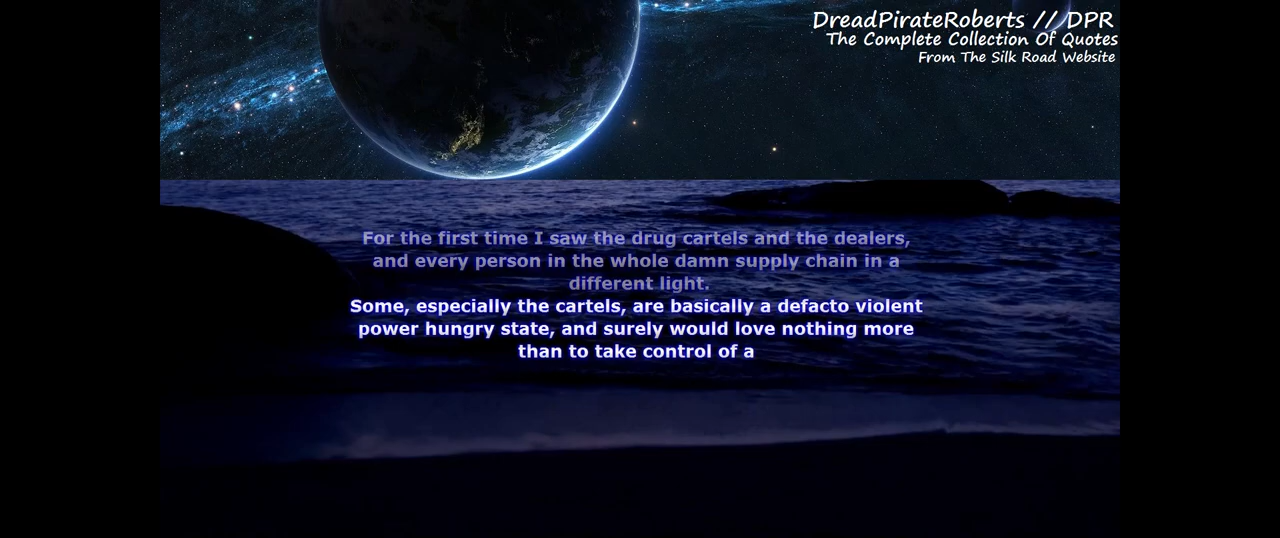 DreadPirateRoberts // DPR
The Complete Collection Of Quotes
From The Silk Road Website
For the first time I saw the drug cartels and the dealers,
and every person in the whole damn supply chain in a
different light.
Some, especially the cartels, are basically a defacto violent
power hungry state, and surely would love nothing more
than to take control of a